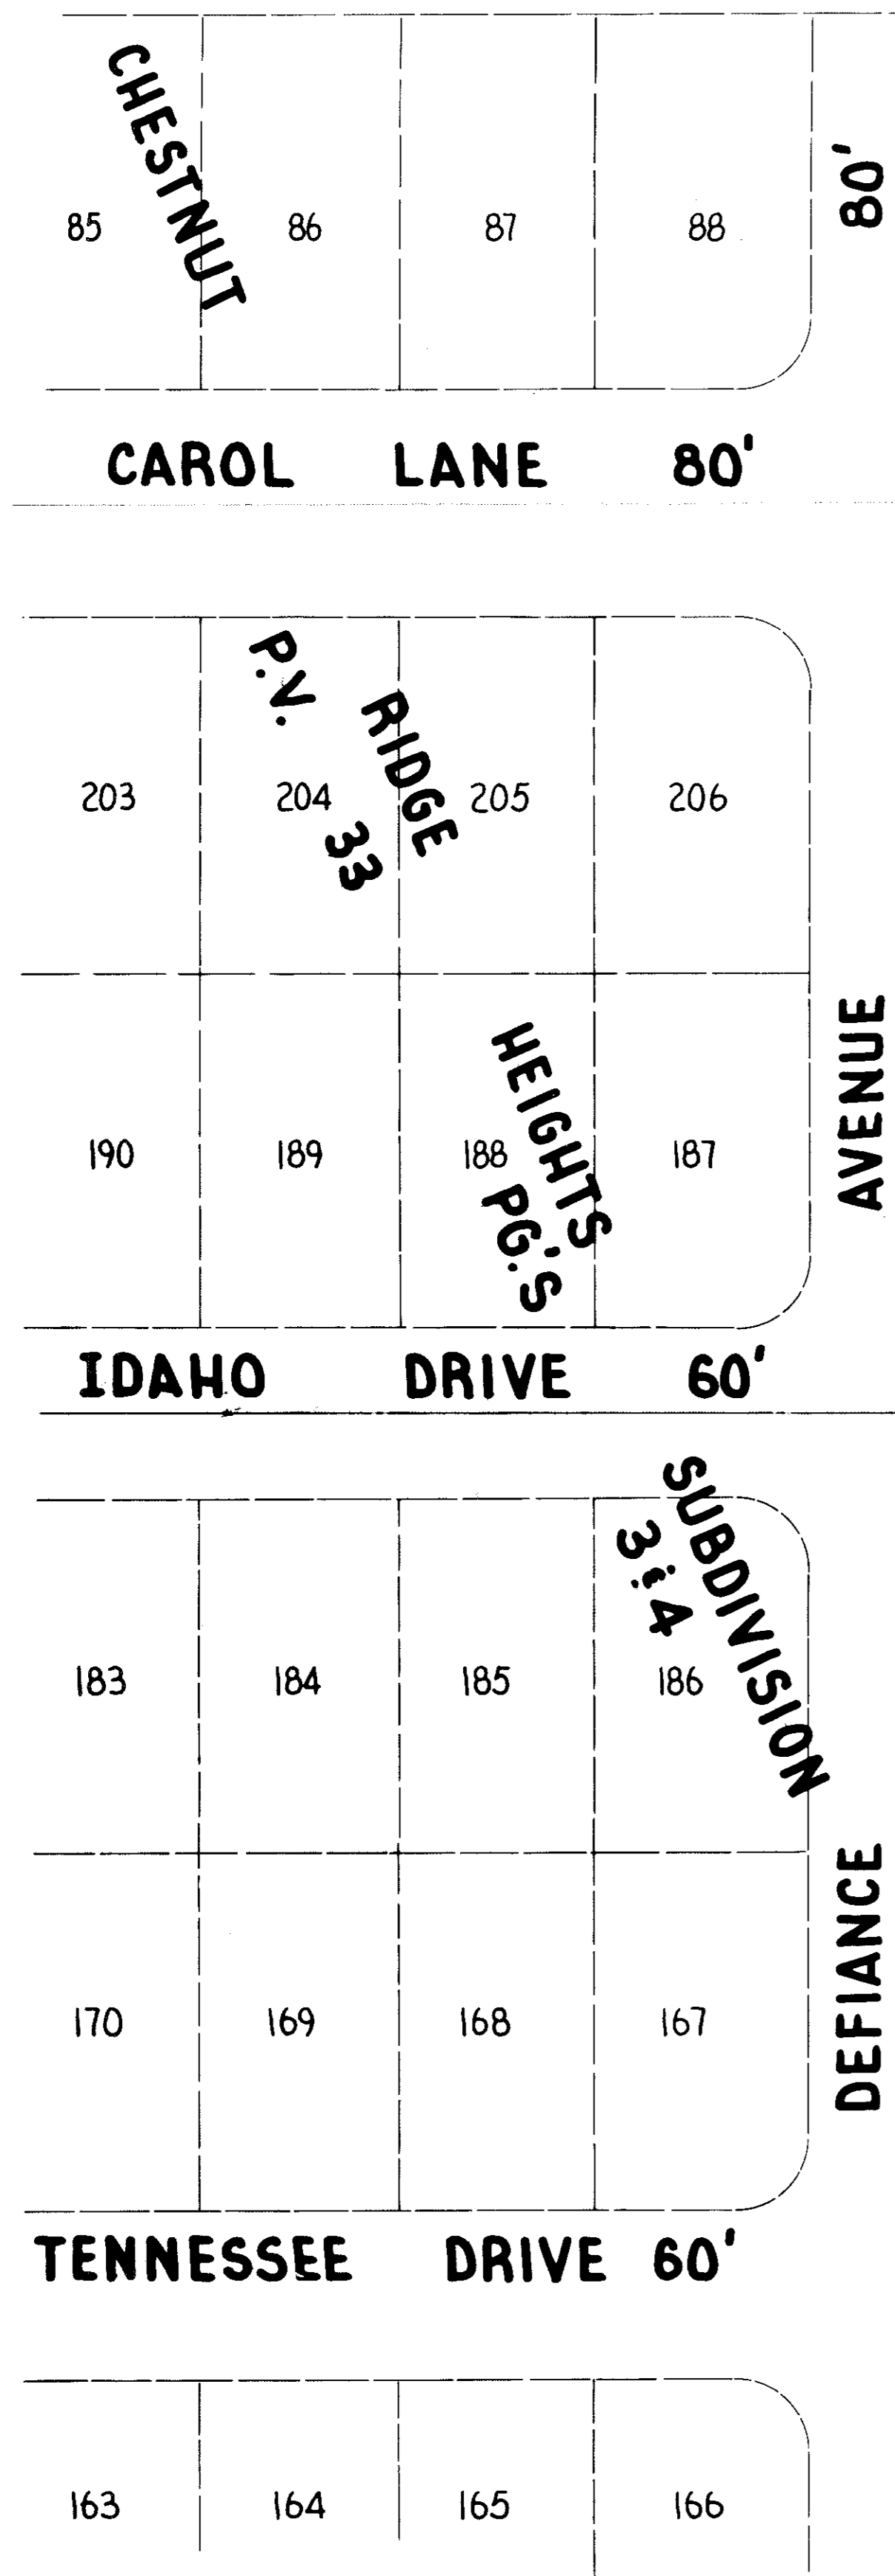 CHESTNUT RIDGE HEIGHTS SUBDIVISION
P.V. 33 PG.'S 3 & 4
85 86 87 88
80'
CAROL LANE 80'
203 204 205 206
190 189 188 187
AVENUE
IDAHO DRIVE 60'
183 184 185 186
170 169 168 167
DEFIANCE
TENNESSEE DRIVE 60'
163 164 165 166